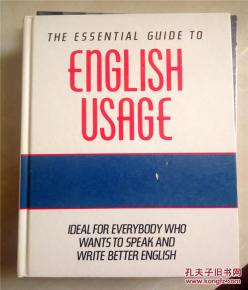 THE ESSENTIAL GUIDE TO
ENGLISH
USAGE
IDEAL FOR EVERYBODY WHO
WANTS TO SPEAK AND
WRITE BETTER ENGLISH
孔夫子旧书网